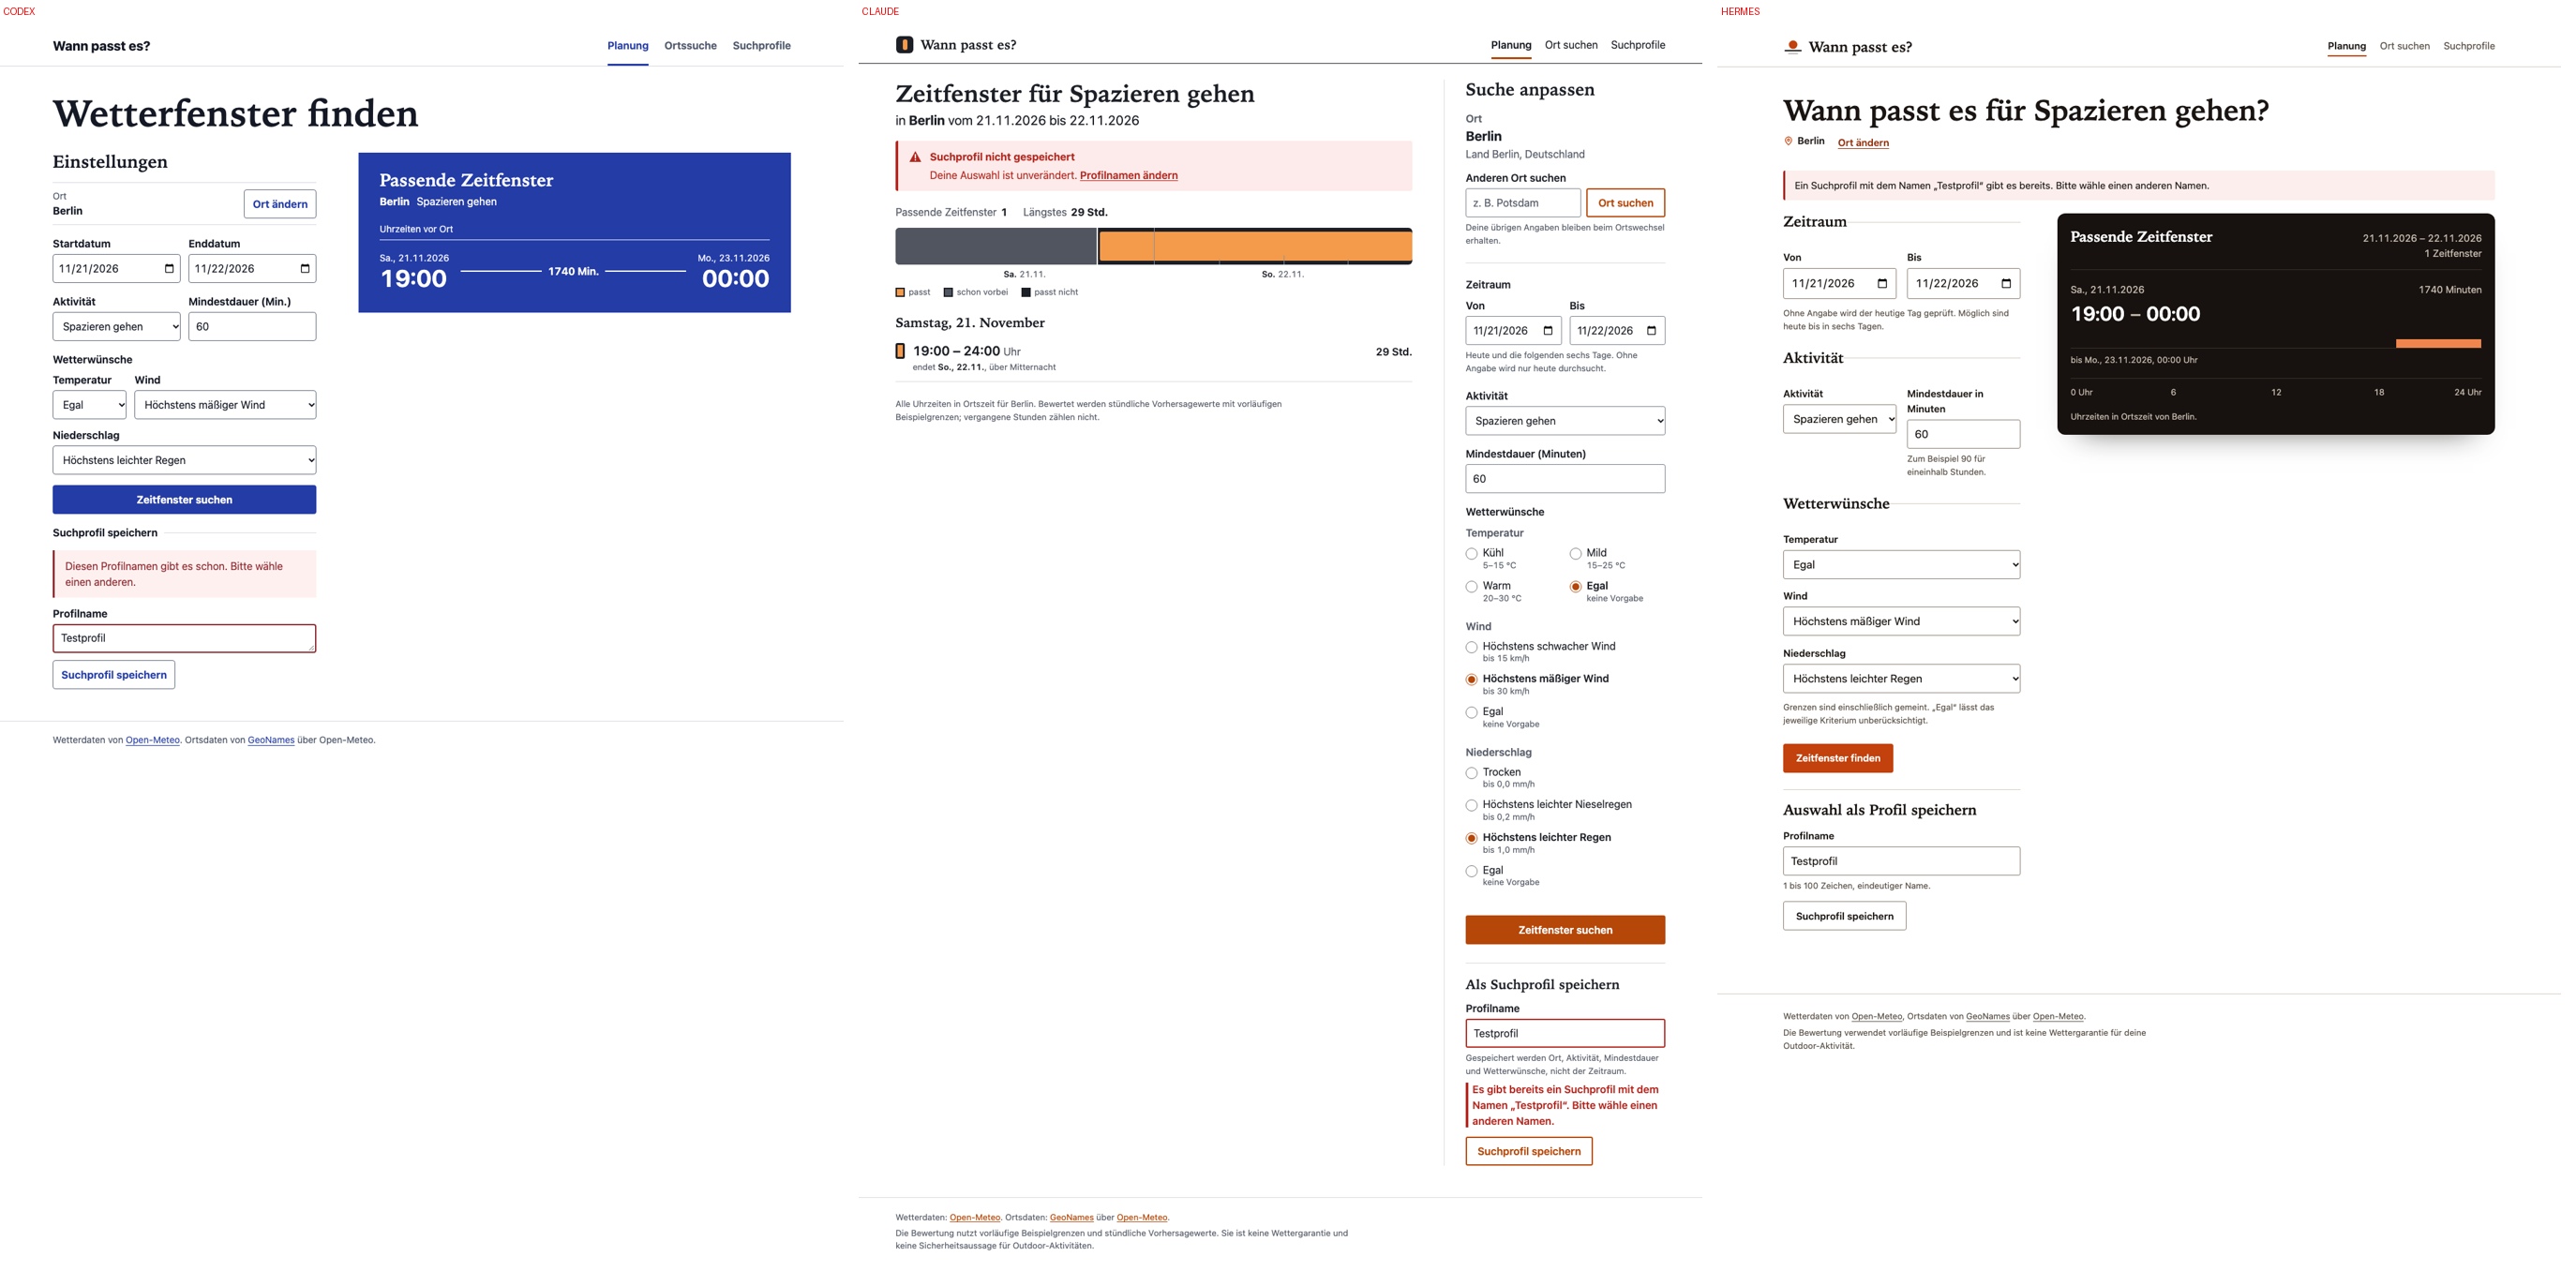 CODEX
Wann passt es?
Planung Ortssuche Suchprofile
Wetterfenster finden
Einstellungen
Ort
Berlin
Ort ändern
Startdatum Enddatum
11/21/2026 11/22/2026
Aktivität Mindestdauer (Min.)
Spazieren gehen 60
Wetterwünsche
Temperatur Wind
Egal Höchstens mäßiger Wind
Niederschlag
Höchstens leichter Regen
Zeitfenster suchen
Suchprofil speichern
Diesen Profilnamen gibt es schon. Bitte wähle
einen anderen.
Profilname
Testprofil
Suchprofil speichern
Passende Zeitfenster
Berlin Spazieren gehen
Uhrzeiten vor Ort
Sa., 21.11.2026 Mo., 23.11.2026
19:00 1740 Min. 00:00
Wetterdaten von Open-Meteo. Ortsdaten von GeoNames über Open-Meteo.
CLAUDE
Wann passt es?
Planung Ort suchen Suchprofile
Zeitfenster für Spazieren gehen
in Berlin vom 21.11.2026 bis 22.11.2026
Suchprofil nicht gespeichert
Deine Auswahl ist unverändert. Profilnamen ändern
Passende Zeitfenster 1 Längstes 29 Std.
Sa. 21.11. So. 22.11.
passt schon vorbei passt nicht
Samstag, 21. November
19:00 – 24:00 Uhr 29 Std.
endet So., 22.11., über Mitternacht
Alle Uhrzeiten in Ortszeit für Berlin. Bewertet werden stündliche Vorhersagewerte mit vorläufigen
Beispielgrenzen; vergangene Stunden zählen nicht.
Suche anpassen
Ort
Berlin
Land Berlin, Deutschland
Anderen Ort suchen
z. B. Potsdam Ort suchen
Deine übrigen Angaben bleiben beim Ortswechsel
erhalten.
Zeitraum
Von Bis
11/21/2026 11/22/2026
Heute und die folgenden sechs Tage. Ohne
Angabe wird nur heute durchsucht.
Aktivität
Spazieren gehen
Mindestdauer (Minuten)
60
Wetterwünsche
Temperatur
Kühl Mild
5–15 °C 15–25 °C
Warm Egal
20–30 °C keine Vorgabe
Wind
Höchstens schwacher Wind
bis 15 km/h
Höchstens mäßiger Wind
bis 30 km/h
Egal
keine Vorgabe
Niederschlag
Trocken
bis 0,0 mm/h
Höchstens leichter Nieselregen
bis 0,2 mm/h
Höchstens leichter Regen
bis 1,0 mm/h
Egal
keine Vorgabe
Zeitfenster suchen
Als Suchprofil speichern
Profilname
Testprofil
Gespeichert werden Ort, Aktivität, Mindestdauer
und Wetterwünsche, nicht der Zeitraum.
Es gibt bereits ein Suchprofil mit dem
Namen „Testprofil“. Bitte wähle einen
anderen Namen.
Suchprofil speichern
Wetterdaten: Open-Meteo. Ortsdaten: GeoNames über Open-Meteo.
Die Bewertung nutzt vorläufige Beispielgrenzen und stündliche Vorhersagewerte. Sie ist keine Wettergarantie und
keine Sicherheitsaussage für Outdoor-Aktivitäten.
HERMES
Wann passt es?
Planung Ort suchen Suchprofile
Wann passt es für Spazieren gehen?
Berlin Ort ändern
Ein Suchprofil mit dem Namen „Testprofil“ gibt es bereits. Bitte wähle einen anderen Namen.
Zeitraum
Von Bis
11/21/2026 11/22/2026
Ohne Angabe wird der heutige Tag geprüft. Möglich sind
heute bis in sechs Tagen.
Aktivität
Aktivität Mindestdauer in
Minuten
Spazieren gehen 60
Zum Beispiel 90 für
eineinhalb Stunden.
Wetterwünsche
Temperatur
Egal
Wind
Höchstens mäßiger Wind
Niederschlag
Höchstens leichter Regen
Grenzen sind einschließlich gemeint. „Egal“ lässt das
jeweilige Kriterium unberücksichtigt.
Zeitfenster finden
Auswahl als Profil speichern
Profilname
Testprofil
1 bis 100 Zeichen, eindeutiger Name.
Suchprofil speichern
Passende Zeitfenster 21.11.2026 – 22.11.2026
1 Zeitfenster
Sa., 21.11.2026 1740 Minuten
19:00 – 00:00
bis Mo., 23.11.2026, 00:00 Uhr
0 Uhr 6 12 18 24 Uhr
Uhrzeiten in Ortszeit von Berlin.
Wetterdaten von Open-Meteo, Ortsdaten von GeoNames über Open-Meteo.
Die Bewertung verwendet vorläufige Beispielgrenzen und ist keine Wettergarantie für deine
Outdoor-Aktivität.